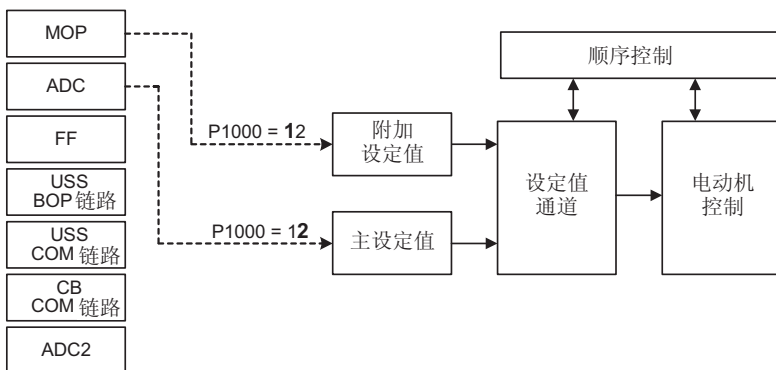 MOP
ADC
FF
USS
BOP 链路
USS
COM 链路
CB
COM 链路
ADC2
P1000 = 12
P1000 = 12
附加
设定值
主设定值
顺序控制
设定值
通道
电动机
控制